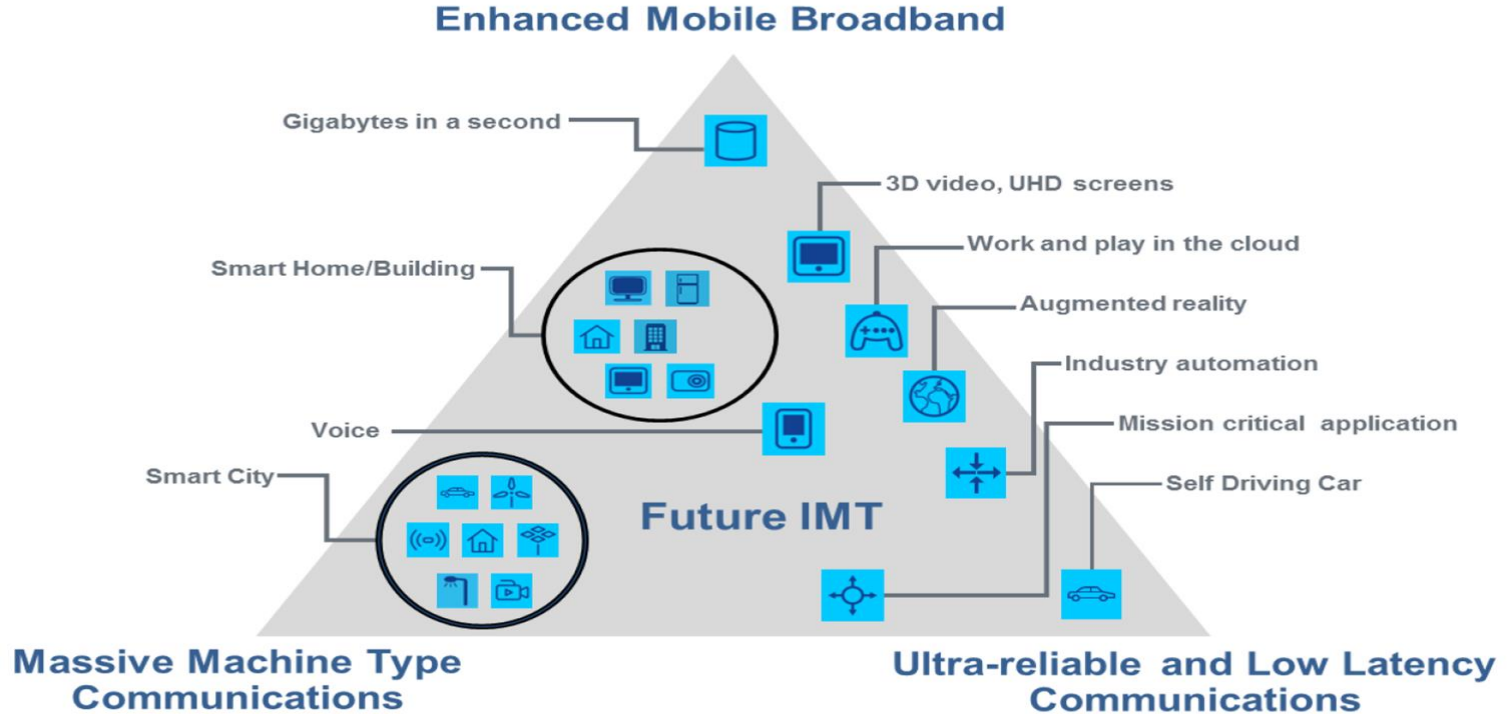 Enhanced Mobile Broadband
Gigabytes in a second
3D video, UHD screens
Work and play in the cloud
Smart Home/Building
Augmented reality
Industry automation
Mission critical application
Voice
Smart City
Self Driving Car
Future IMT
Massive Machine Type
Communications
Ultra-reliable and Low Latency
Communications